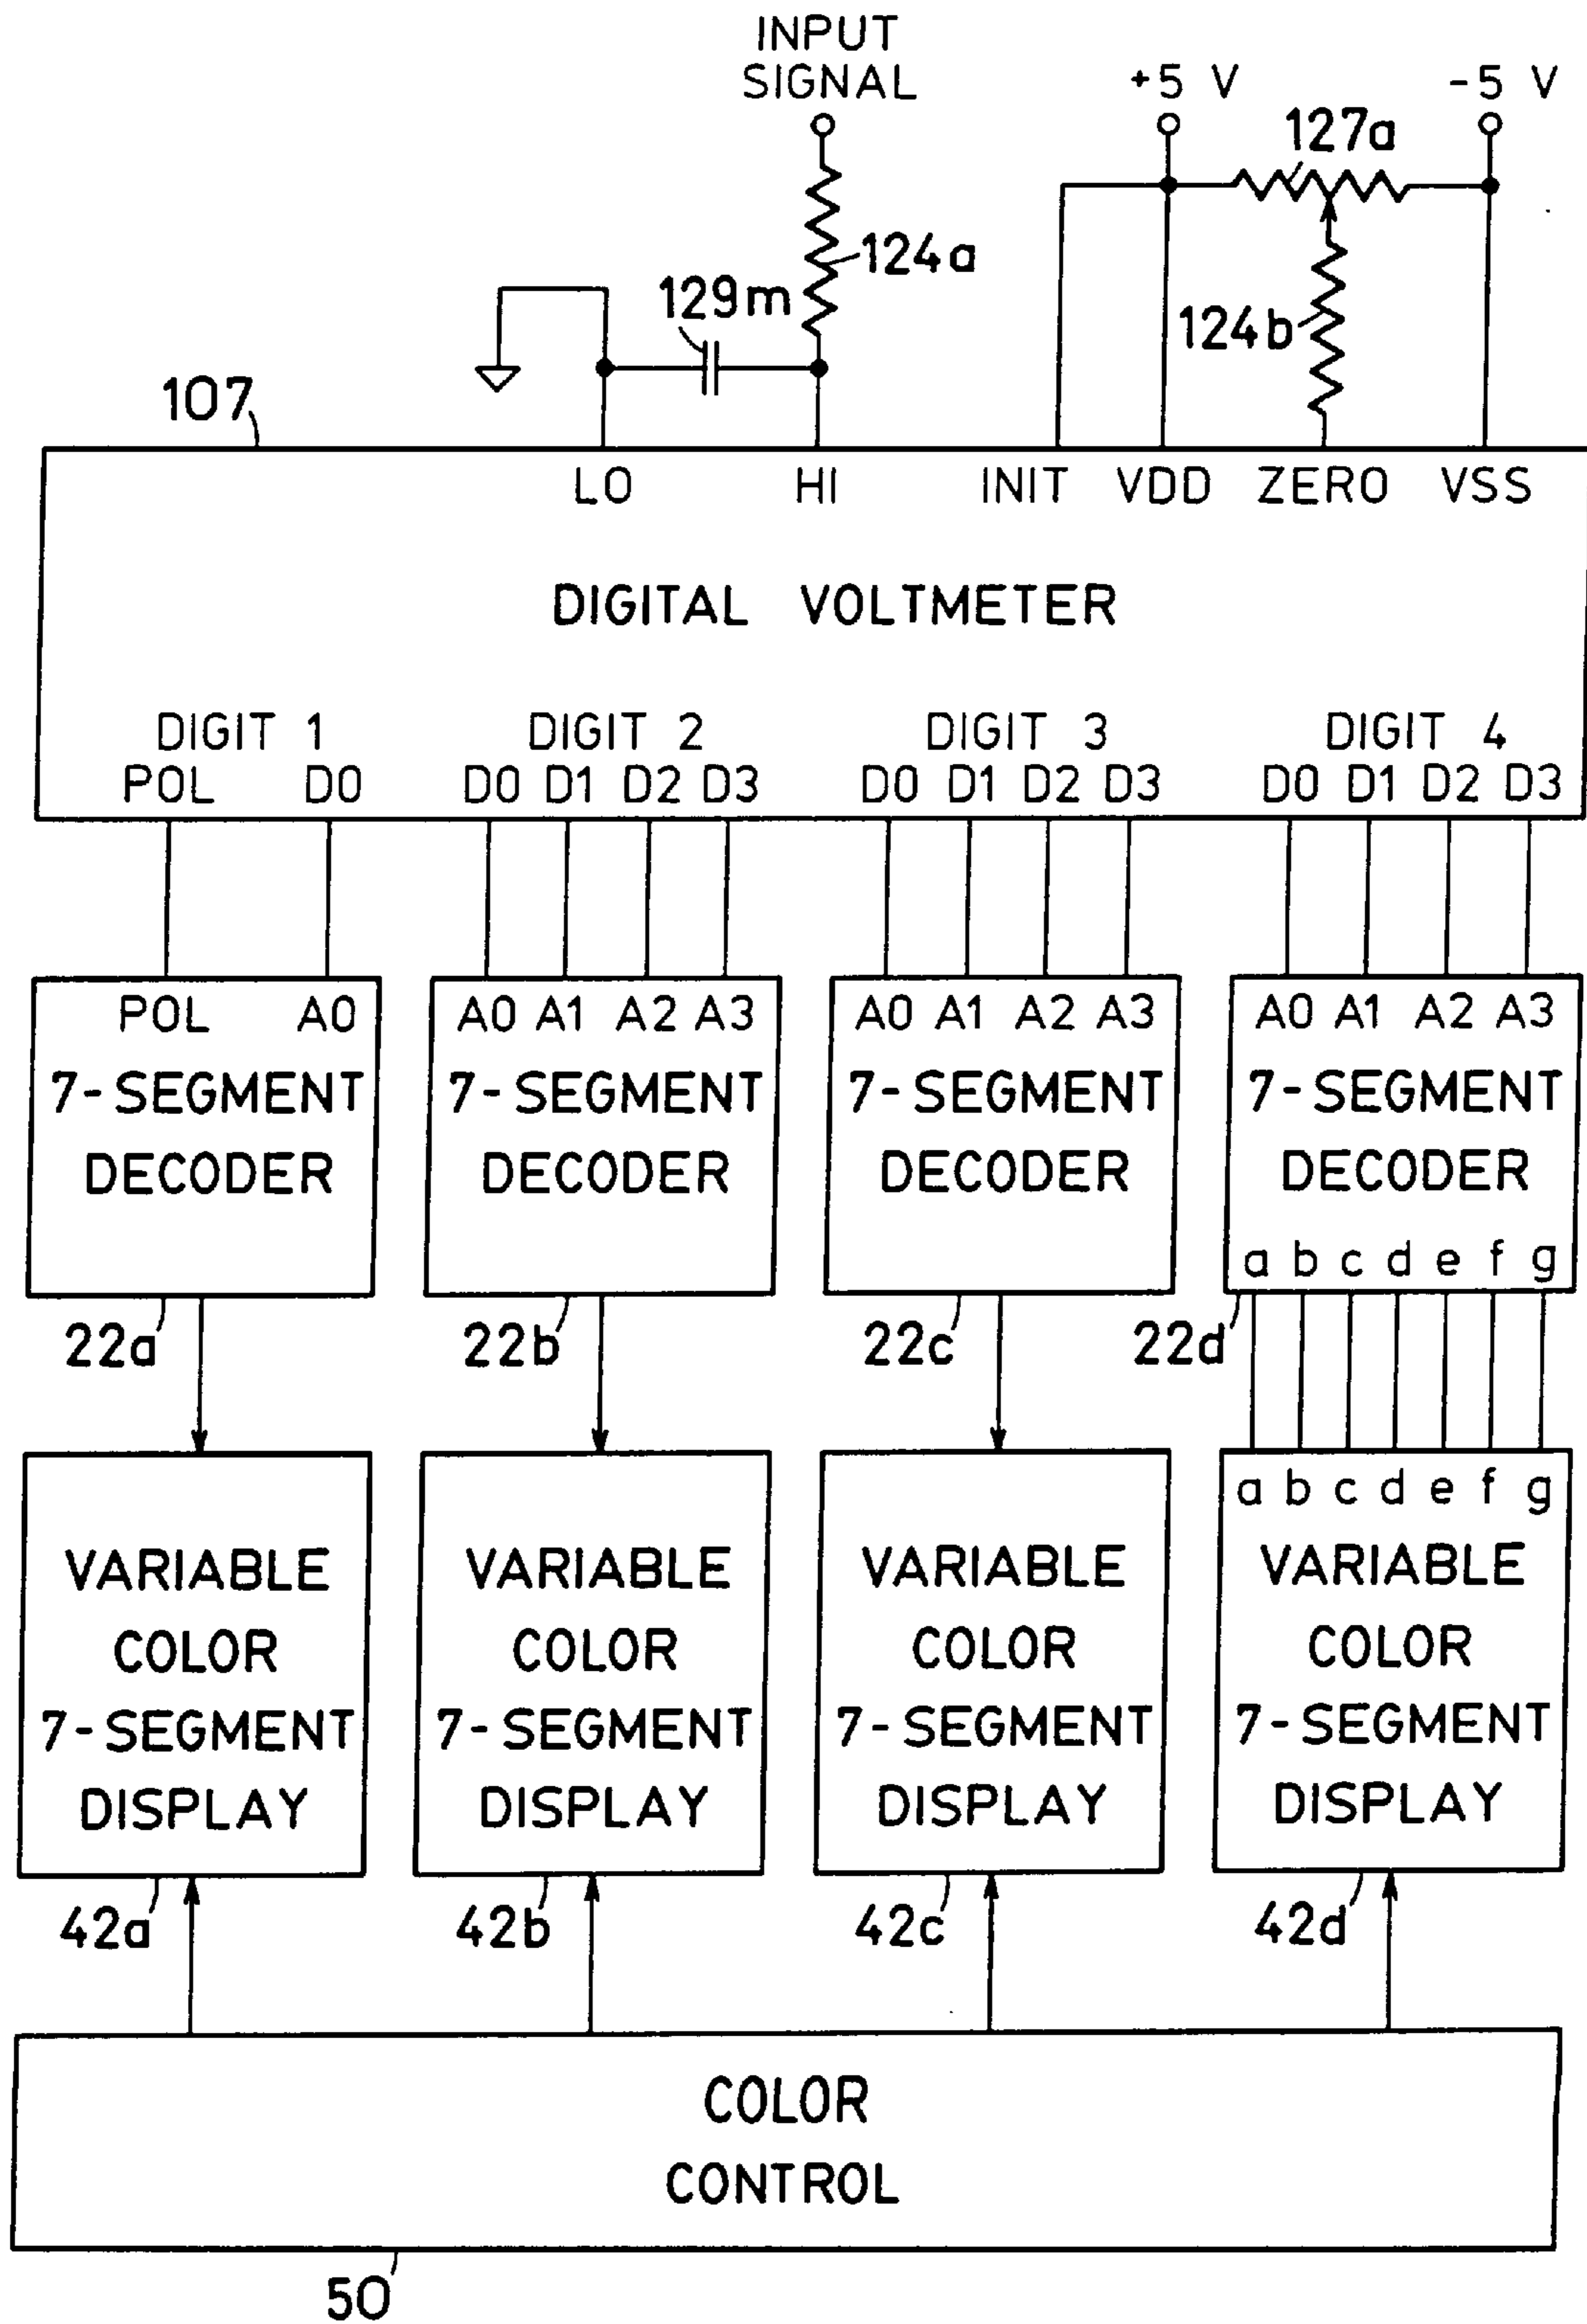 INPUT
SIGNAL
+5 V
-5 V
127a
124a
129m
124b
107
LO HI INIT VDD ZERO VSS
DIGITAL VOLTMETER
DIGIT 1 DIGIT 2 DIGIT 3 DIGIT 4
POL D0 D0 D1 D2 D3 D0 D1 D2 D3 D0 D1 D2 D3
POL A0 A0 A1 A2 A3 A0 A1 A2 A3 A0 A1 A2 A3
7-SEGMENT 7-SEGMENT 7-SEGMENT 7-SEGMENT
DECODER DECODER DECODER DECODER
a b c d e f g
22a 22b 22c 22d
a b c d e f g
VARIABLE VARIABLE VARIABLE VARIABLE
COLOR COLOR COLOR COLOR
7-SEGMENT 7-SEGMENT 7-SEGMENT 7-SEGMENT
DISPLAY DISPLAY DISPLAY DISPLAY
42a 42b 42c 42d
COLOR
CONTROL
50